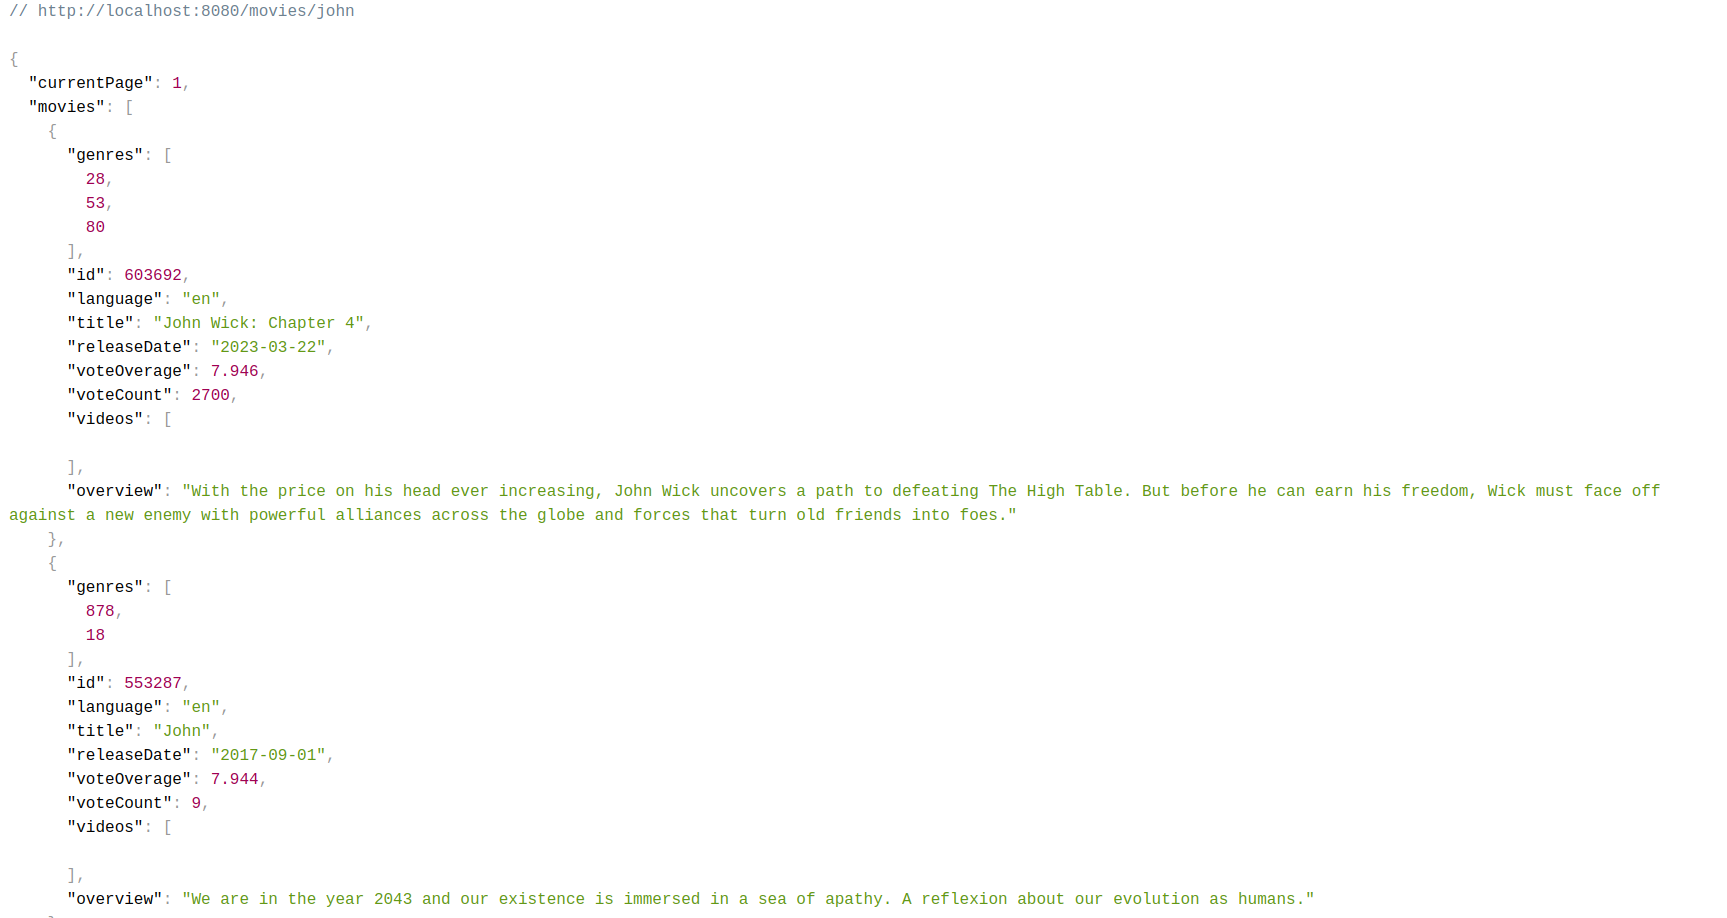 // http://localhost:8080/movies/john
{
  "currentPage": 1,
  "movies": [
    {
      "genres": [
        28,
        53,
        80
      ],
      "id": 603692,
      "language": "en",
      "title": "John Wick: Chapter 4",
      "releaseDate": "2023-03-22",
      "voteOverage": 7.946,
      "voteCount": 2700,
      "videos": [
      ],
      "overview": "With the price on his head ever increasing, John Wick uncovers a path to defeating The High Table. But before he can earn his freedom, Wick must face off
against a new enemy with powerful alliances across the globe and forces that turn old friends into foes."
    },
    {
      "genres": [
        878,
        18
      ],
      "id": 553287,
      "language": "en",
      "title": "John",
      "releaseDate": "2017-09-01",
      "voteOverage": 7.944,
      "voteCount": 9,
      "videos": [
      ],
      "overview": "We are in the year 2043 and our existence is immersed in a sea of apathy. A reflexion about our evolution as humans."